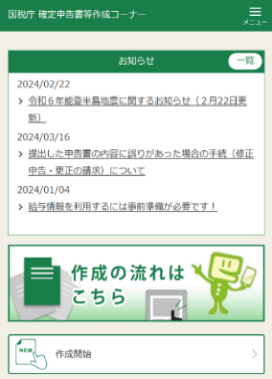 国税庁 確定申告書等作成コーナー
メニュー
お知らせ
一覧
2024/02/22
令和6年能登半島地震に関するお知らせ（2月22日更
新）
2024/03/16
提出した申告書の内容に誤りがあった場合の手続（修正
申告・更正の請求）について
2024/01/04
給与情報を利用するには事前準備が必要です！
作成の流れは
こちら
NEW
作成開始